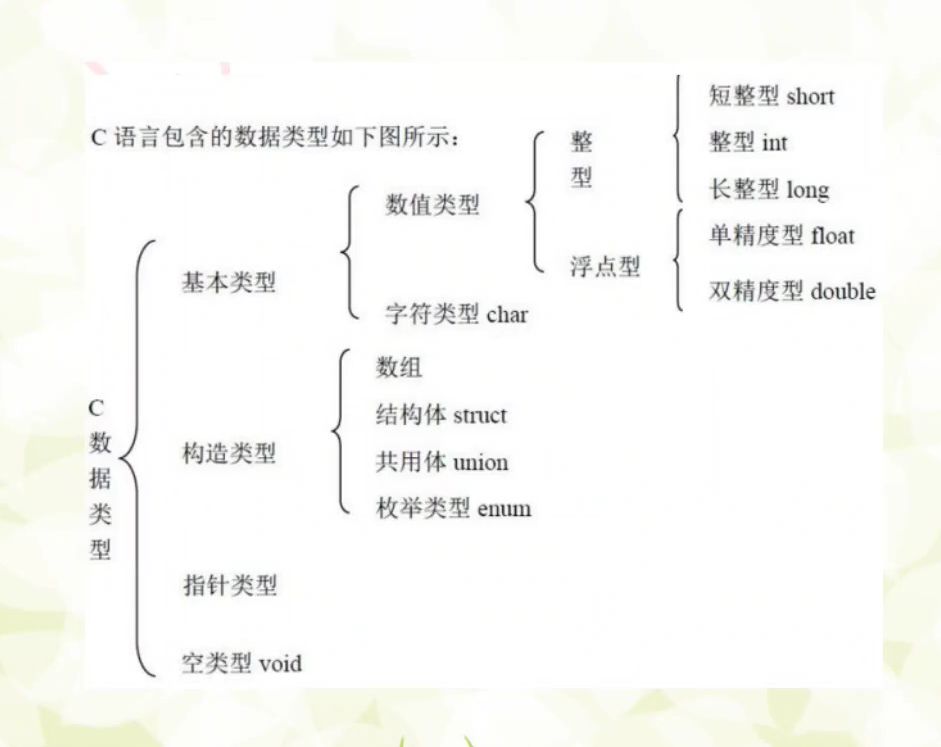 C 语言包含的数据类型如下图所示：
C数据类型
基本类型
数值类型
整型
短整型 short
整型 int
长整型 long
浮点型
单精度型 float
双精度型 double
字符类型 char
构造类型
数组
结构体 struct
共用体 union
枚举类型 enum
指针类型
空类型 void